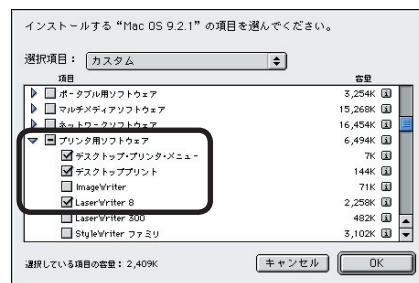 インストールする“Mac OS 9.2.1”の項目を選んでください。
選択項目： カスタム
項目 容量
ポータブル用ソフトウェア 3,254K
マルチメディアソフトウェア 15,268K
ネットワークソフトウェア 16,454K
プリンタ用ソフトウェア 6,494K
デスクトップ・プリンタ・メニュー 7K
デスクトッププリント 144K
ImageWriter 71K
LaserWriter 8 2,258K
LaserWriter 300 482K
StyleWriter ファミリ 3,102K
選択している項目の容量：2,409K キャンセル OK